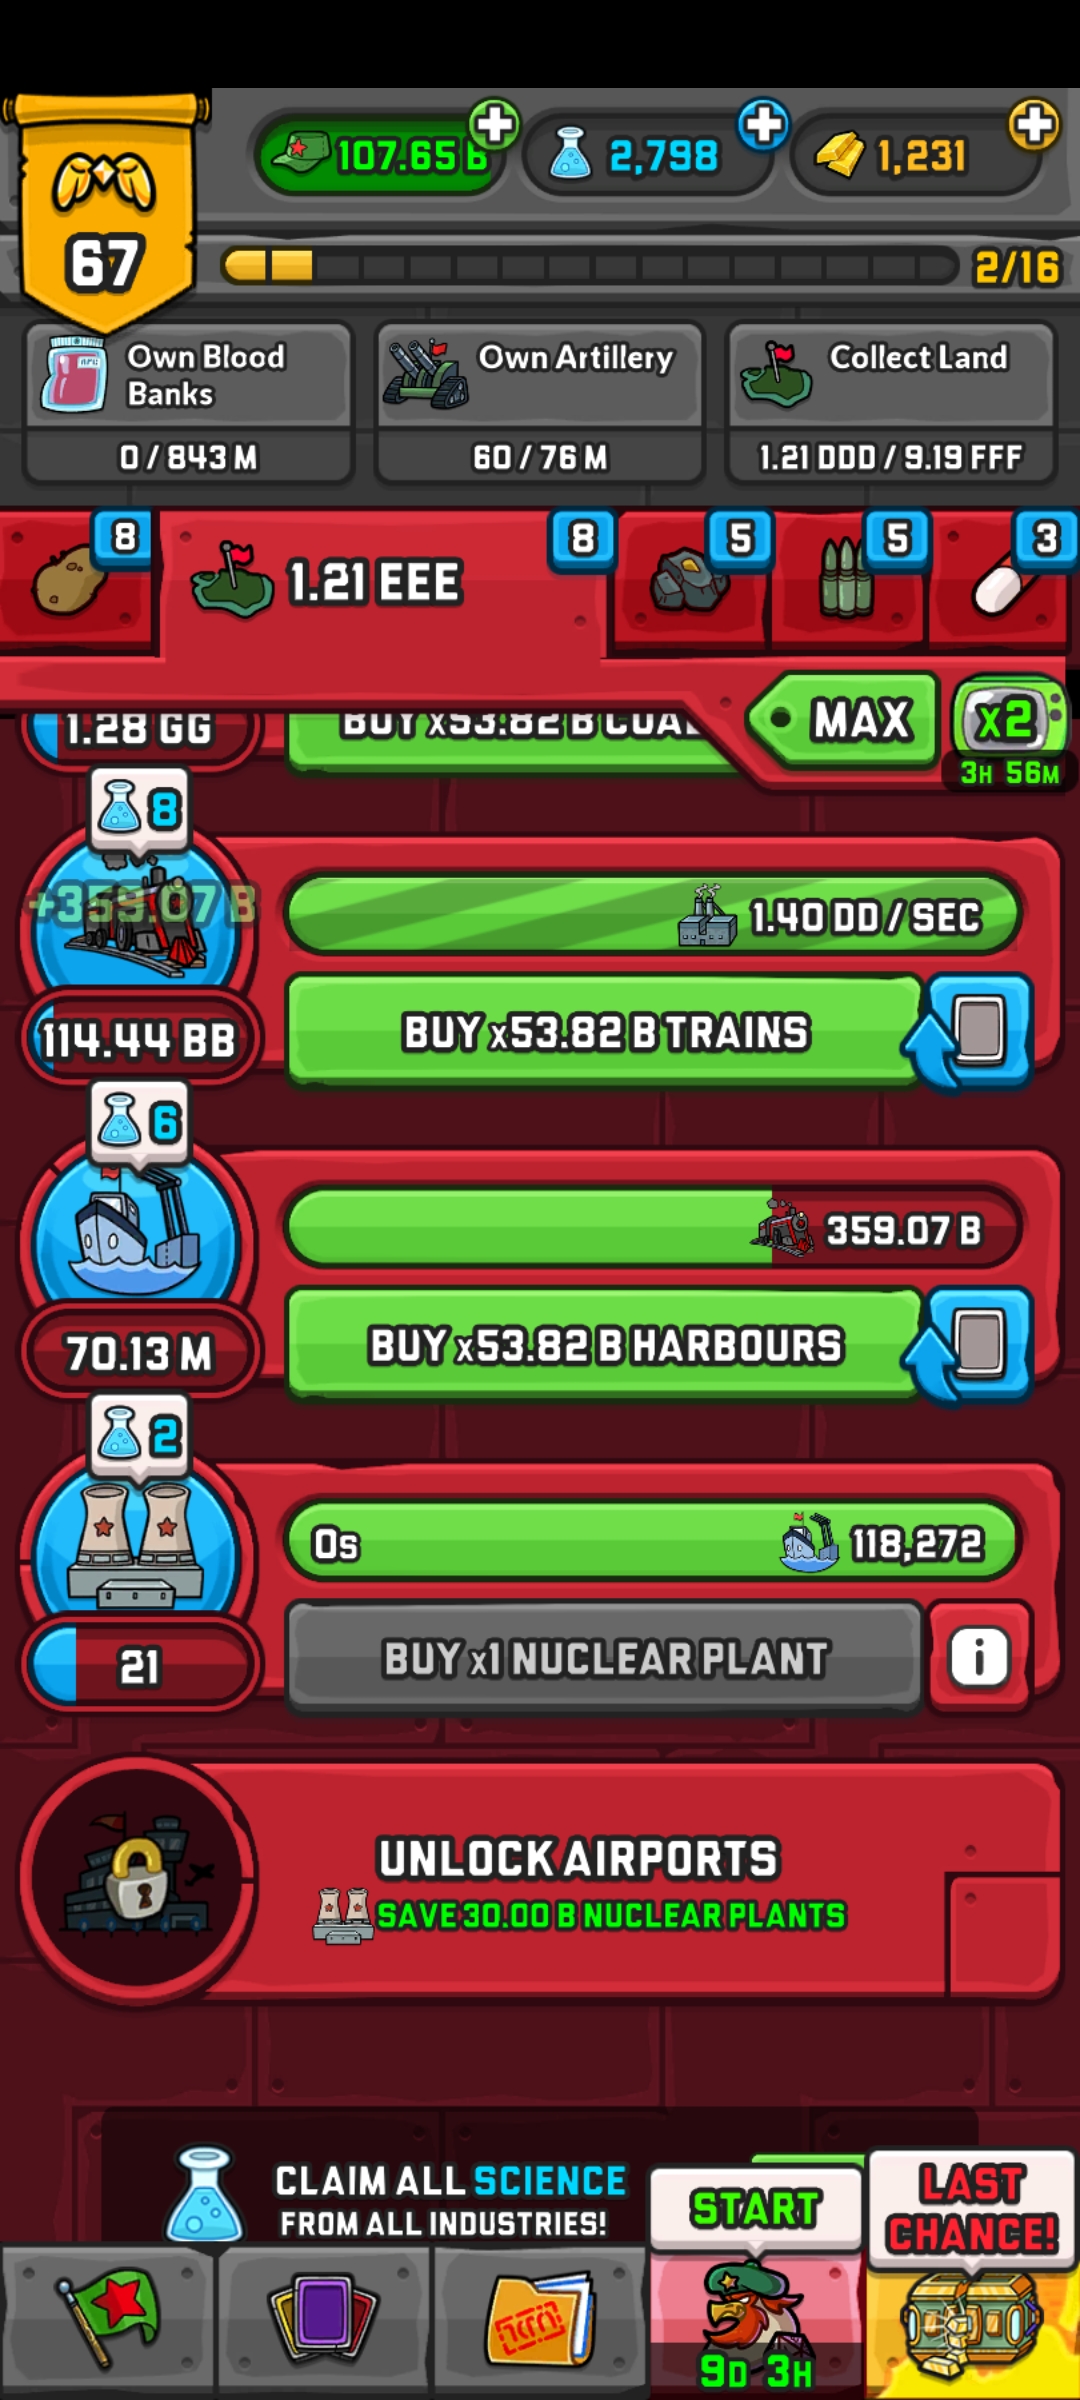 107.65 B
2,798
1,231
67
2/16
Own Blood
Banks
0 / 843 M
Own Artillery
60 / 76 M
Collect Land
1.21 DDD / 9.19 FFF
8
1.21 EEE
8
5
5
3
1.28 GG
BUY x53.82 B COAL
MAX
x2
3H 56M
8
+359.07 B
1.40 DD / SEC
114.44 BB
BUY x53.82 B TRAINS
6
359.07 B
70.13 M
BUY x53.82 B HARBOURS
2
0s
118,272
21
BUY x1 NUCLEAR PLANT
i
UNLOCK AIRPORTS
SAVE 30.00 B NUCLEAR PLANTS
CLAIM ALL SCIENCE
FROM ALL INDUSTRIES!
START
LAST
CHANCE!
9D 3H